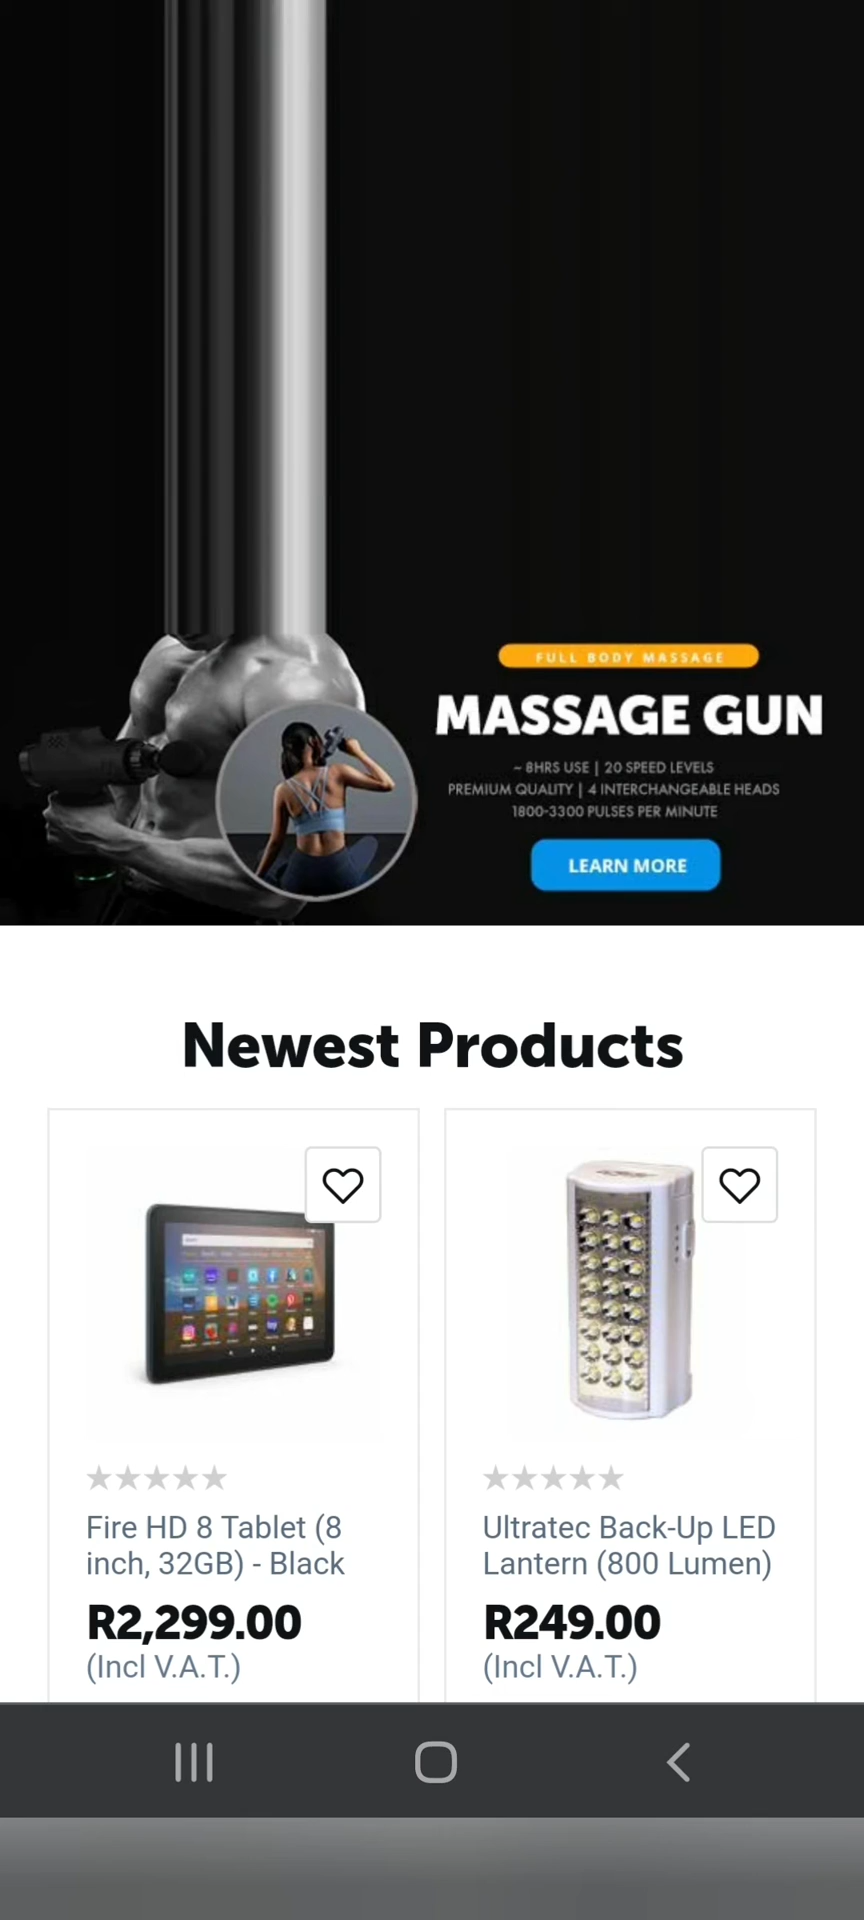 FULL BODY MASSAGE
MASSAGE GUN
~ 8HRS USE | 20 SPEED LEVELS
PREMIUM QUALITY | 4 INTERCHANGEABLE HEADS
1800-3300 PULSES PER MINUTE
LEARN MORE
Newest Products
Fire HD 8 Tablet (8
inch, 32GB) - Black
R2,299.00
(Incl V.A.T.)
Ultratec Back-Up LED
Lantern (800 Lumen)
R249.00
(Incl V.A.T.)